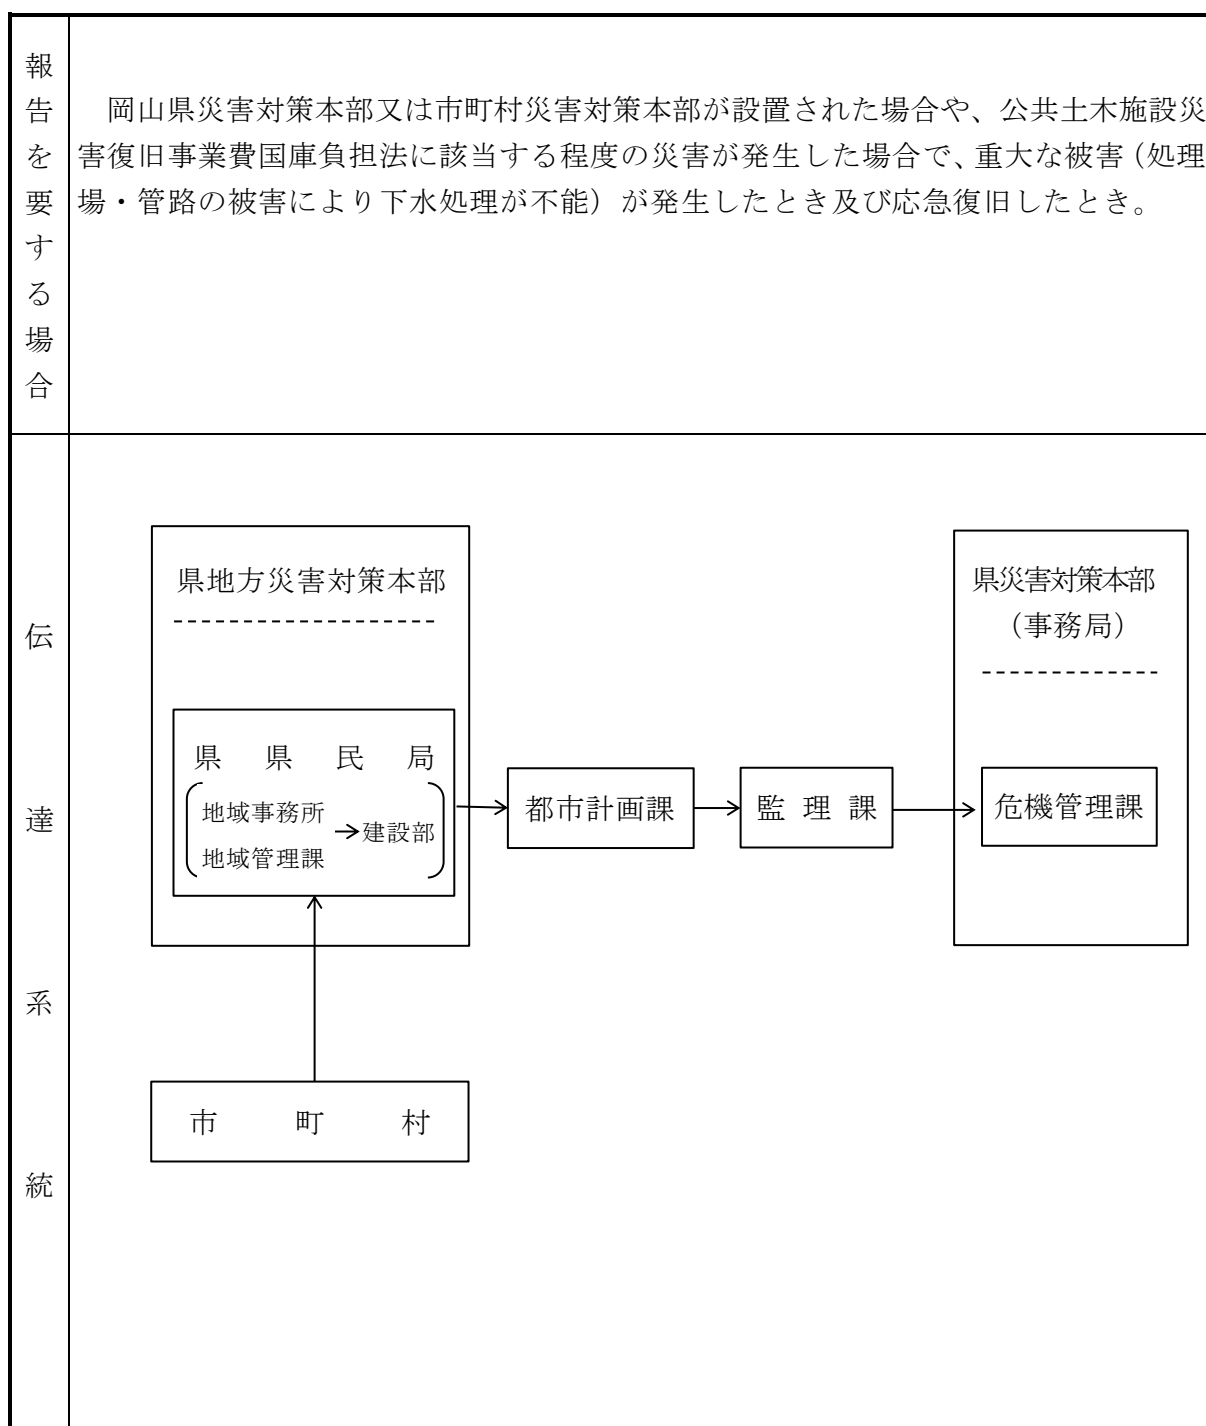 報告を要する場合
岡山県災害対策本部又は市町村災害対策本部が設置された場合や、公共土木施設災
害復旧事業費国庫負担法に該当する程度の災害が発生した場合で、重大な被害(処理
場・管路の被害により下水処理が不能)が発生したとき及び応急復旧したとき。
伝達系統
県地方災害対策本部
県県民局
地域事務所
地域管理課
建設部
都市計画課
監理課
県災害対策本部
(事務局)
危機管理課
市町村